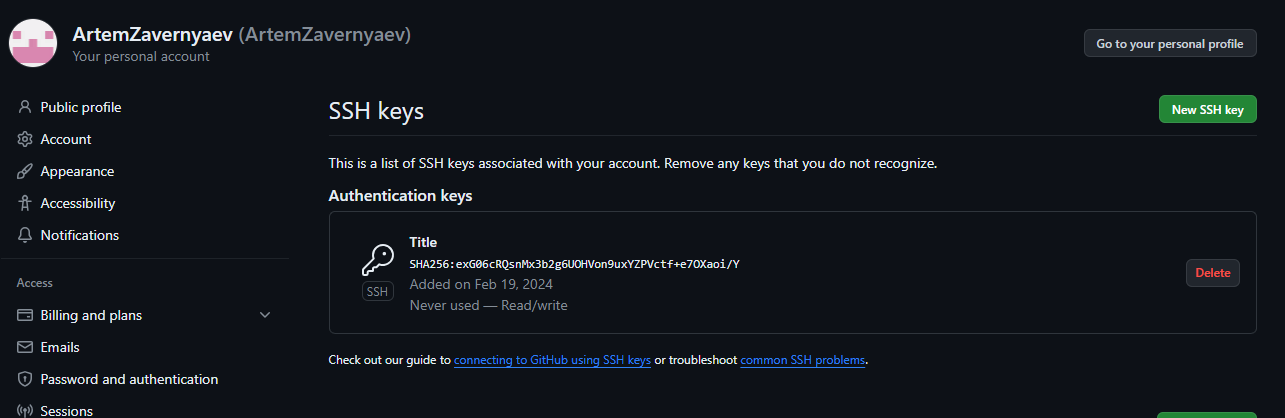 ArtemZavernyaev (ArtemZavernyaev)
Your personal account
Go to your personal profile
Public profile
Account
Appearance
Accessibility
Notifications
Access
Billing and plans
Emails
Password and authentication
Sessions
SSH keys
New SSH key
This is a list of SSH keys associated with your account. Remove any keys that you do not recognize.
Authentication keys
Title
SHA256:exG06cRQsnMx3b2g6UOHVon9uxYZPVctf+e7OXaoi/Y
Added on Feb 19, 2024
Never used — Read/write
SSH
Delete
Check out our guide to connecting to GitHub using SSH keys or troubleshoot common SSH problems.